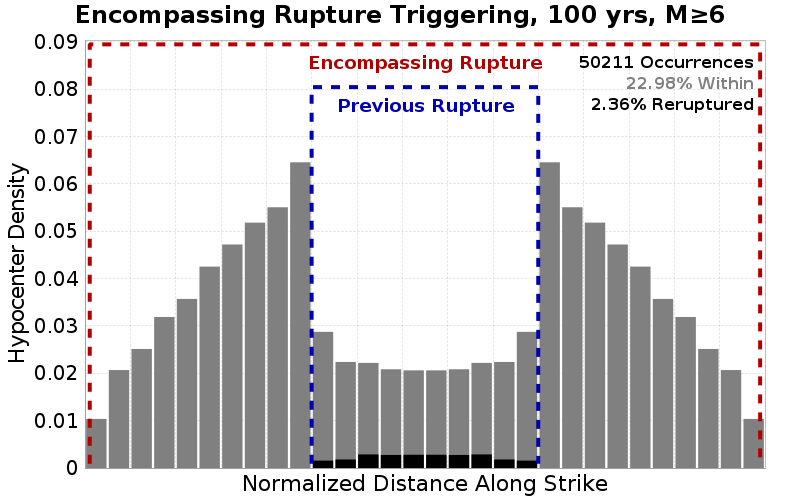 Encompassing Rupture Triggering, 100 yrs, M≥6
0.09
Encompassing Rupture
50211 Occurrences
22.98% Within
0.08
Previous Rupture
2.36% Reruptured
0.07
0.06
0.05
0.04
0.03
0.02
0.01
0
Hypocenter Density
Normalized Distance Along Strike